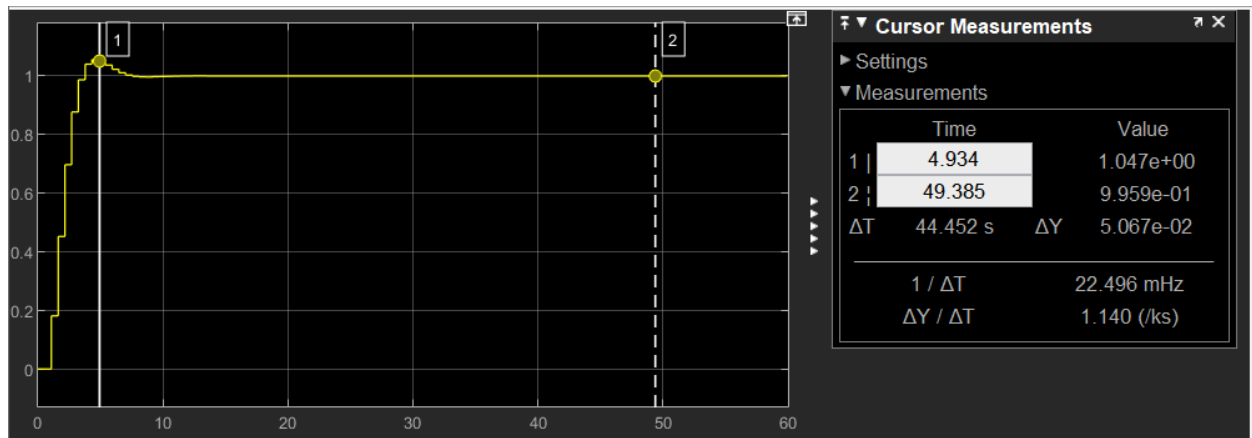 1
2
1
0.8
0.6
0.4
0.2
0
0 10 20 30 40 50 60
Cursor Measurements
Settings
Measurements
Time Value
1 | 4.934 1.047e+00
2 ¦ 49.385 9.959e-01
ΔT 44.452 s ΔY 5.067e-02
1 / ΔT 22.496 mHz
ΔY / ΔT 1.140 (/ks)